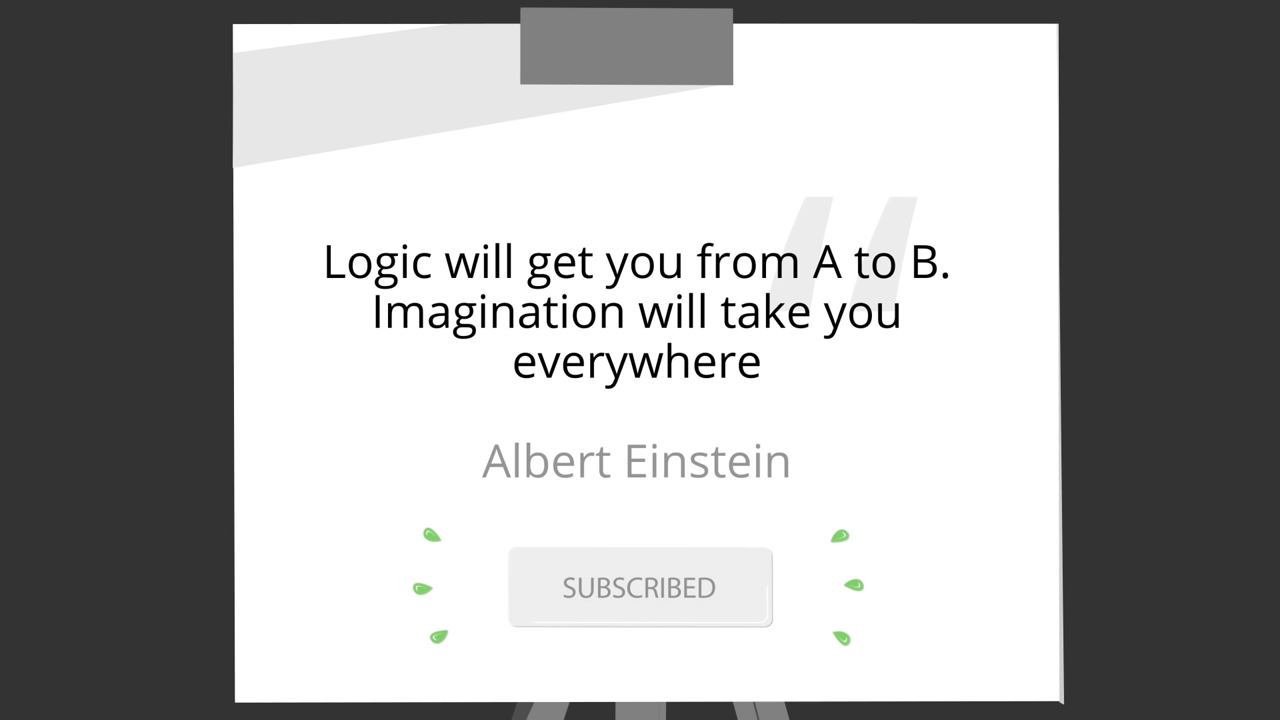 Logic will get you from A to B.
Imagination will take you
everywhere
Albert Einstein
SUBSCRIBED